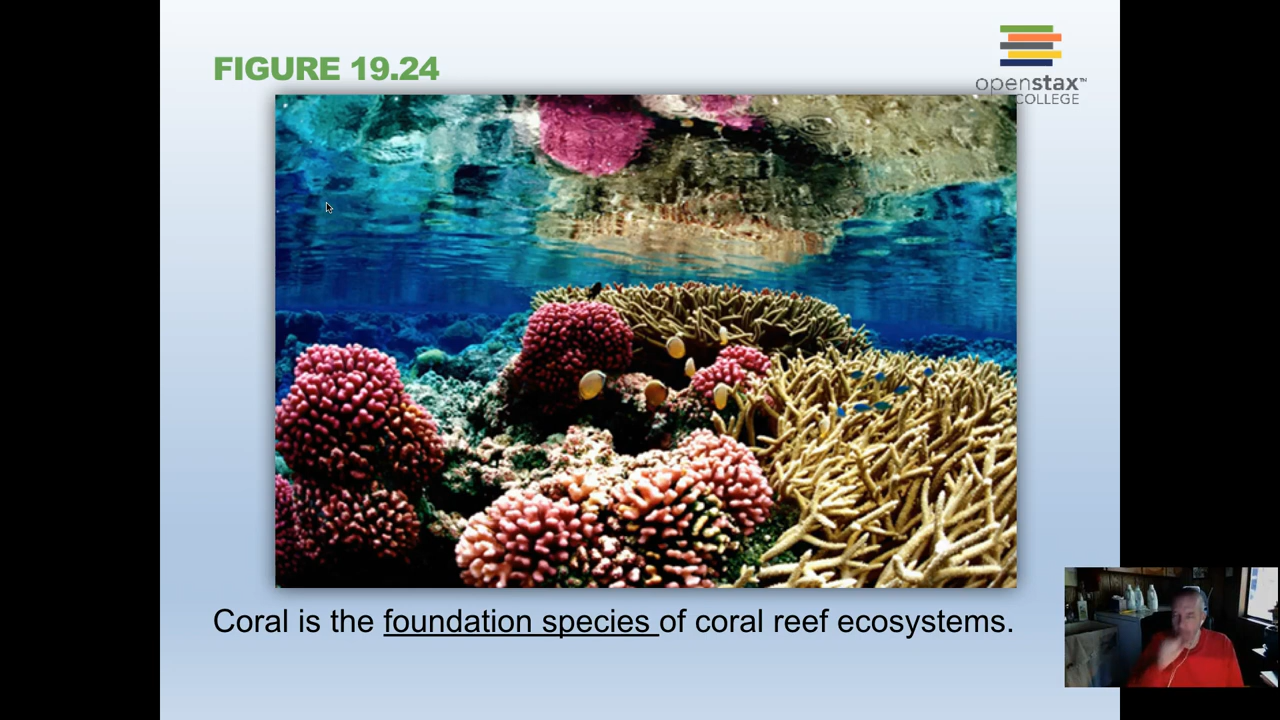 FIGURE 19.24
openstax™
COLLEGE
Coral is the foundation species of coral reef ecosystems.